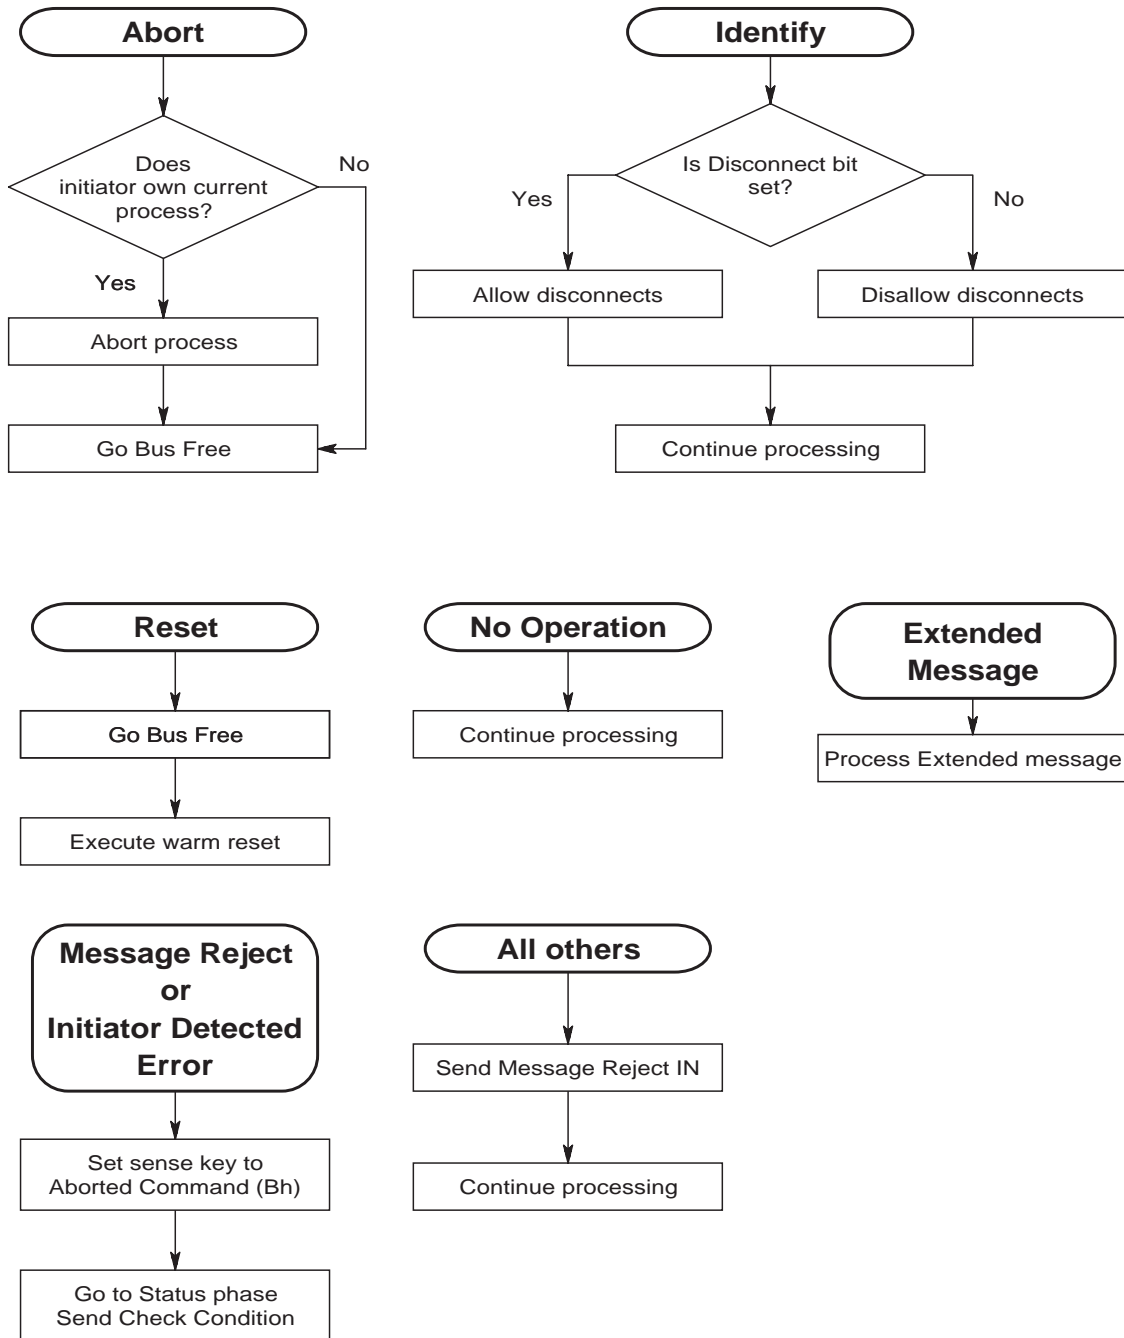 Abort
Does
initiator own current
process?
No
Yes
Abort process
Go Bus Free
Identify
Is Disconnect bit
set?
Yes
No
Allow disconnects
Disallow disconnects
Continue processing
Reset
Go Bus Free
Execute warm reset
No Operation
Continue processing
Extended
Message
Process Extended message
Message Reject
or
Initiator Detected
Error
Set sense key to
Aborted Command (Bh)
Go to Status phase
Send Check Condition
All others
Send Message Reject IN
Continue processing